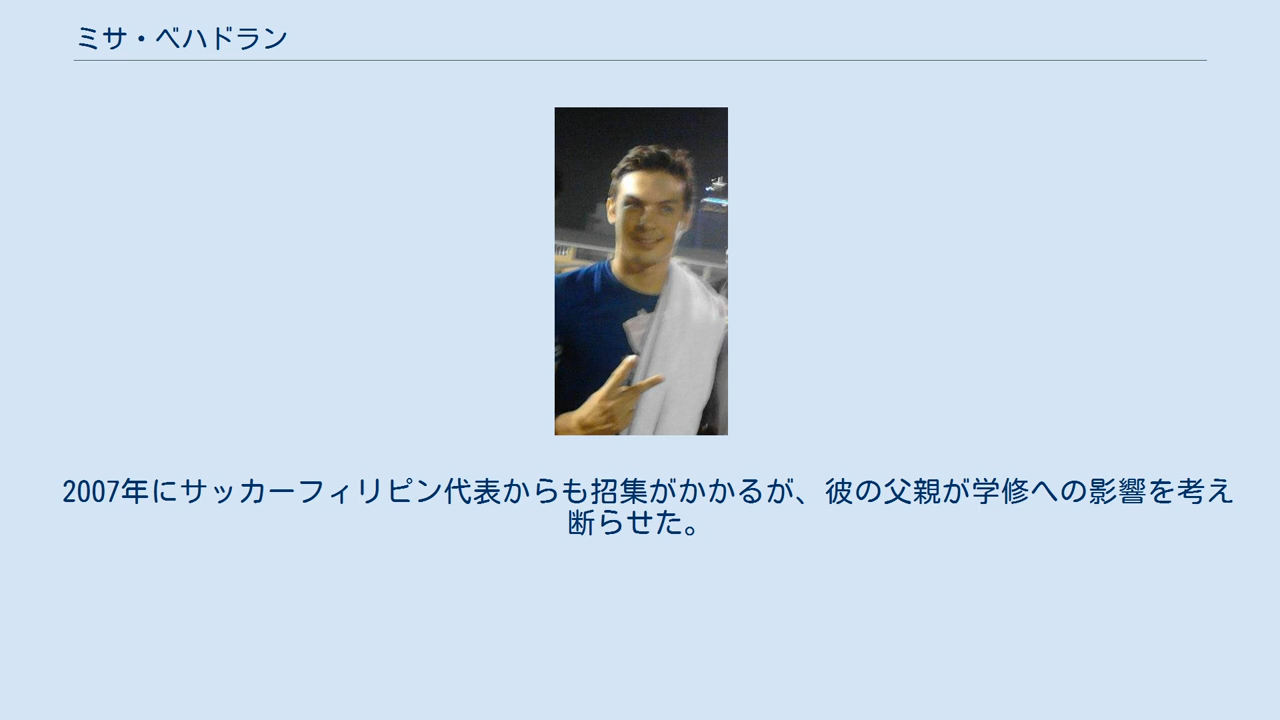 ミサ・ベハドラン
2007年にサッカーフィリピン代表からも招集がかかるが、彼の父親が学修への影響を考え
断らせた。